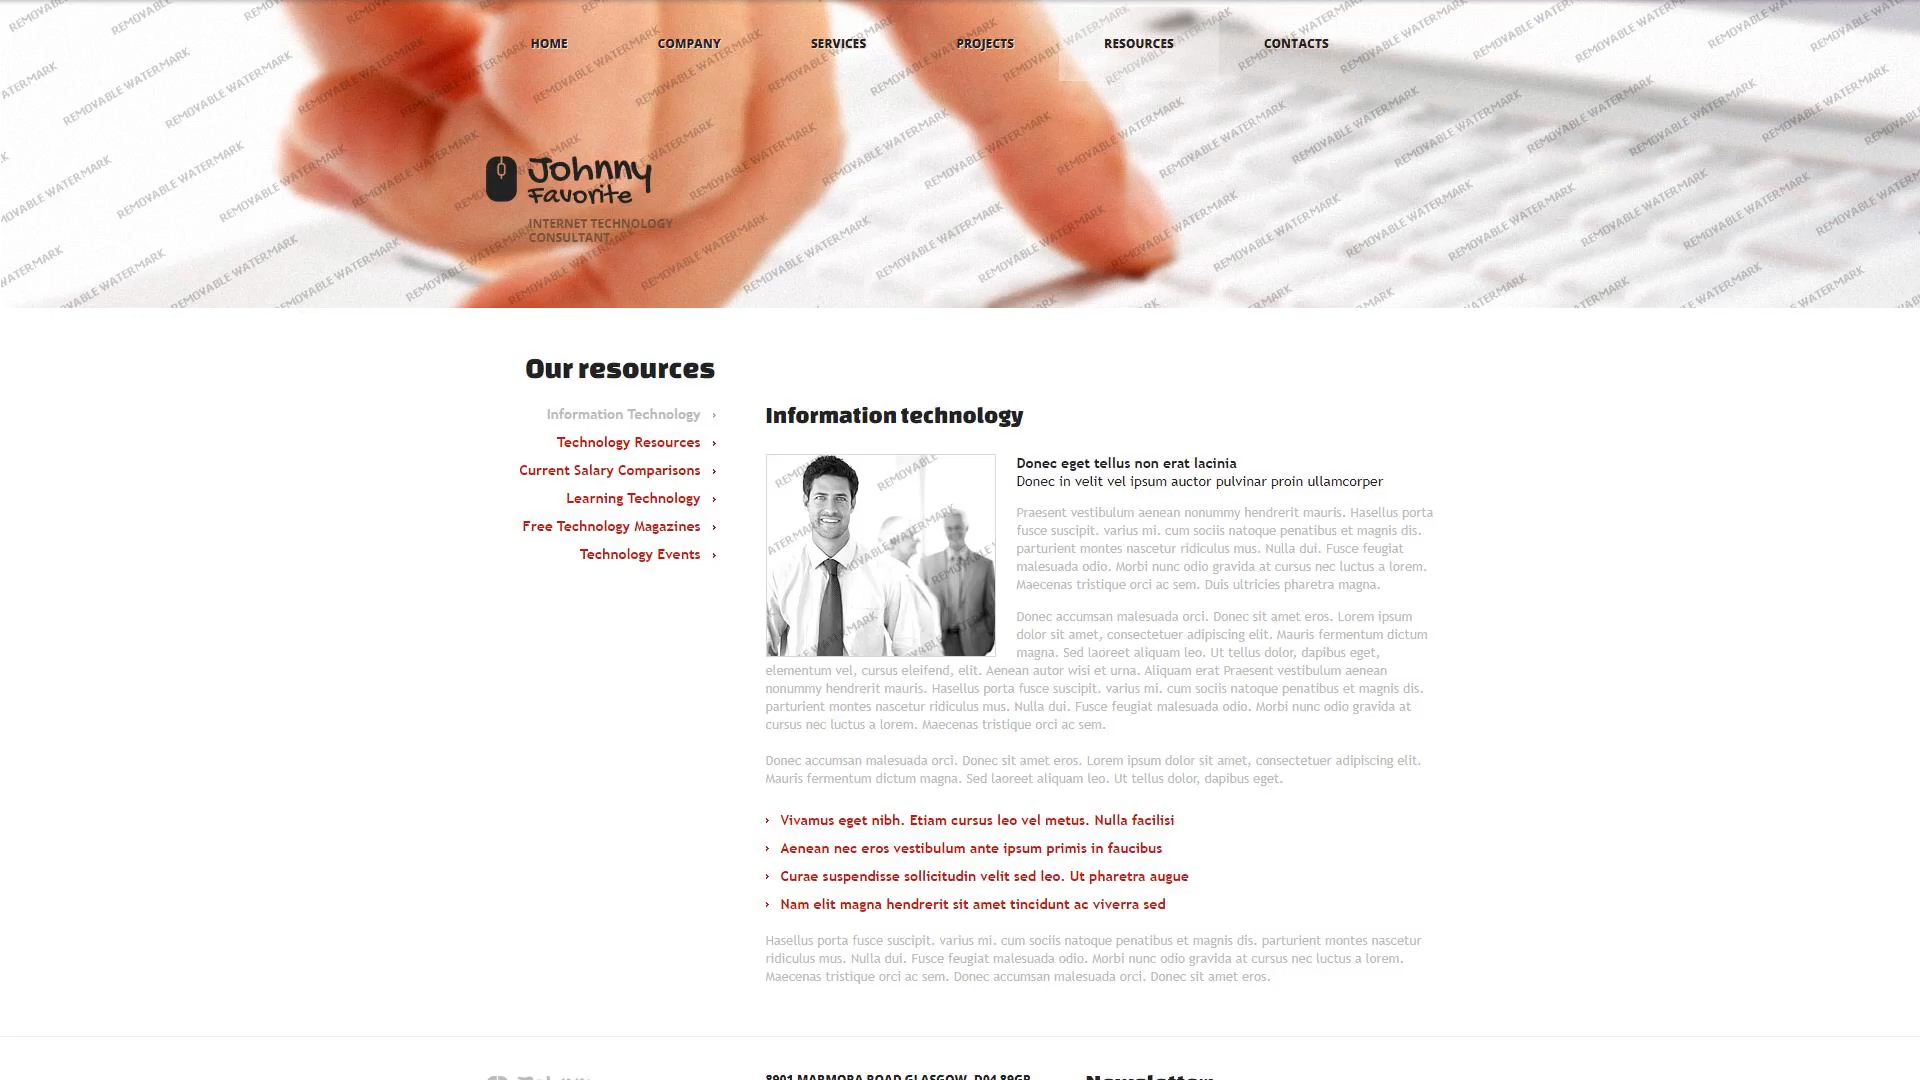 HOME COMPANY SERVICES PROJECTS RESOURCES CONTACTS
Johnny
Favorite
INTERNET TECHNOLOGY
CONSULTANT
Our resources
Information Technology
Technology Resources
Current Salary Comparisons
Learning Technology
Free Technology Magazines
Technology Events
Information technology
REMOVABLE WATERMARK
Donec eget tellus non erat lacinia
Donec in velit vel ipsum auctor pulvinar proin ullamcorper
Praesent vestibulum aenean nonummy hendrerit mauris. Hasellus porta
fusce suscipit. varius mi. cum sociis natoque penatibus et magnis dis.
parturient montes nascetur ridiculus mus. Nulla dui. Fusce feugiat
malesuada odio. Morbi nunc odio gravida at cursus nec luctus a lorem.
Maecenas tristique orci ac sem. Duis ultricies pharetra magna.
Donec accumsan malesuada orci. Donec sit amet eros. Lorem ipsum
dolor sit amet, consectetuer adipiscing elit. Mauris fermentum dictum
magna. Sed laoreet aliquam leo. Ut tellus dolor, dapibus eget,
elementum vel, cursus eleifend, elit. Aenean autor wisi et urna. Aliquam erat Praesent vestibulum aenean
nonummy hendrerit mauris. Hasellus porta fusce suscipit. varius mi. cum sociis natoque penatibus et magnis dis.
parturient montes nascetur ridiculus mus. Nulla dui. Fusce feugiat malesuada odio. Morbi nunc odio gravida at
cursus nec luctus a lorem. Maecenas tristique orci ac sem.
Donec accumsan malesuada orci. Donec sit amet eros. Lorem ipsum dolor sit amet, consectetuer adipiscing elit.
Mauris fermentum dictum magna. Sed laoreet aliquam leo. Ut tellus dolor, dapibus eget.
Vivamus eget nibh. Etiam cursus leo vel metus. Nulla facilisi
Aenean nec eros vestibulum ante ipsum primis in faucibus
Curae suspendisse sollicitudin velit sed leo. Ut pharetra augue
Nam elit magna hendrerit sit amet tincidunt ac viverra sed
Hasellus porta fusce suscipit. varius mi. cum sociis natoque penatibus et magnis dis. parturient montes nascetur
ridiculus mus. Nulla dui. Fusce feugiat malesuada odio. Morbi nunc odio gravida at cursus nec luctus a lorem.
Maecenas tristique orci ac sem. Donec accumsan malesuada orci. Donec sit amet eros.
8901 MARMORA ROAD GLASGOW, D04 89GR
Newsletter